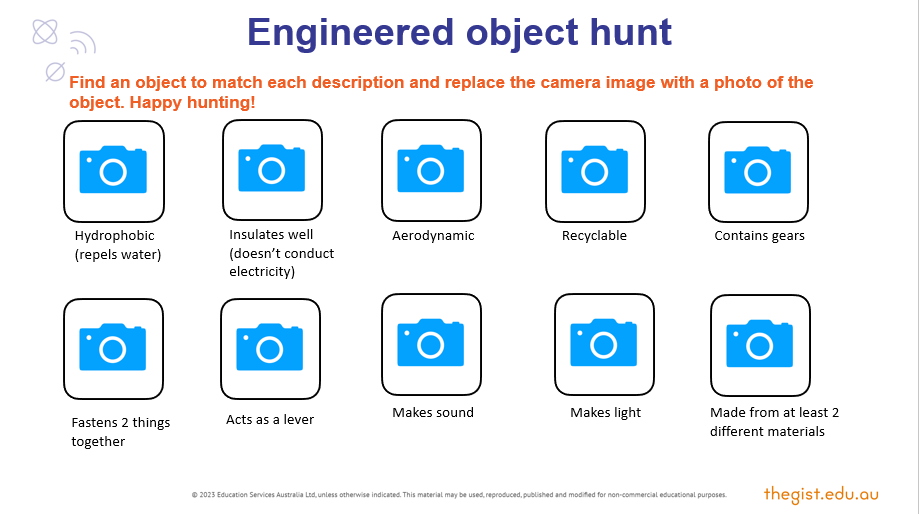 Engineered object hunt
Find an object to match each description and replace the camera image with a photo of the
object. Happy hunting!
Hydrophobic
(repels water)
Insulates well
(doesn’t conduct
electricity)
Aerodynamic
Recyclable
Contains gears
Fastens 2 things
together
Acts as a lever
Makes sound
Makes light
Made from at least 2
different materials
© 2023 Education Services Australia Ltd, unless otherwise indicated. This material may be used, reproduced, published and modified for non-commercial educational purposes.
thegist.edu.au